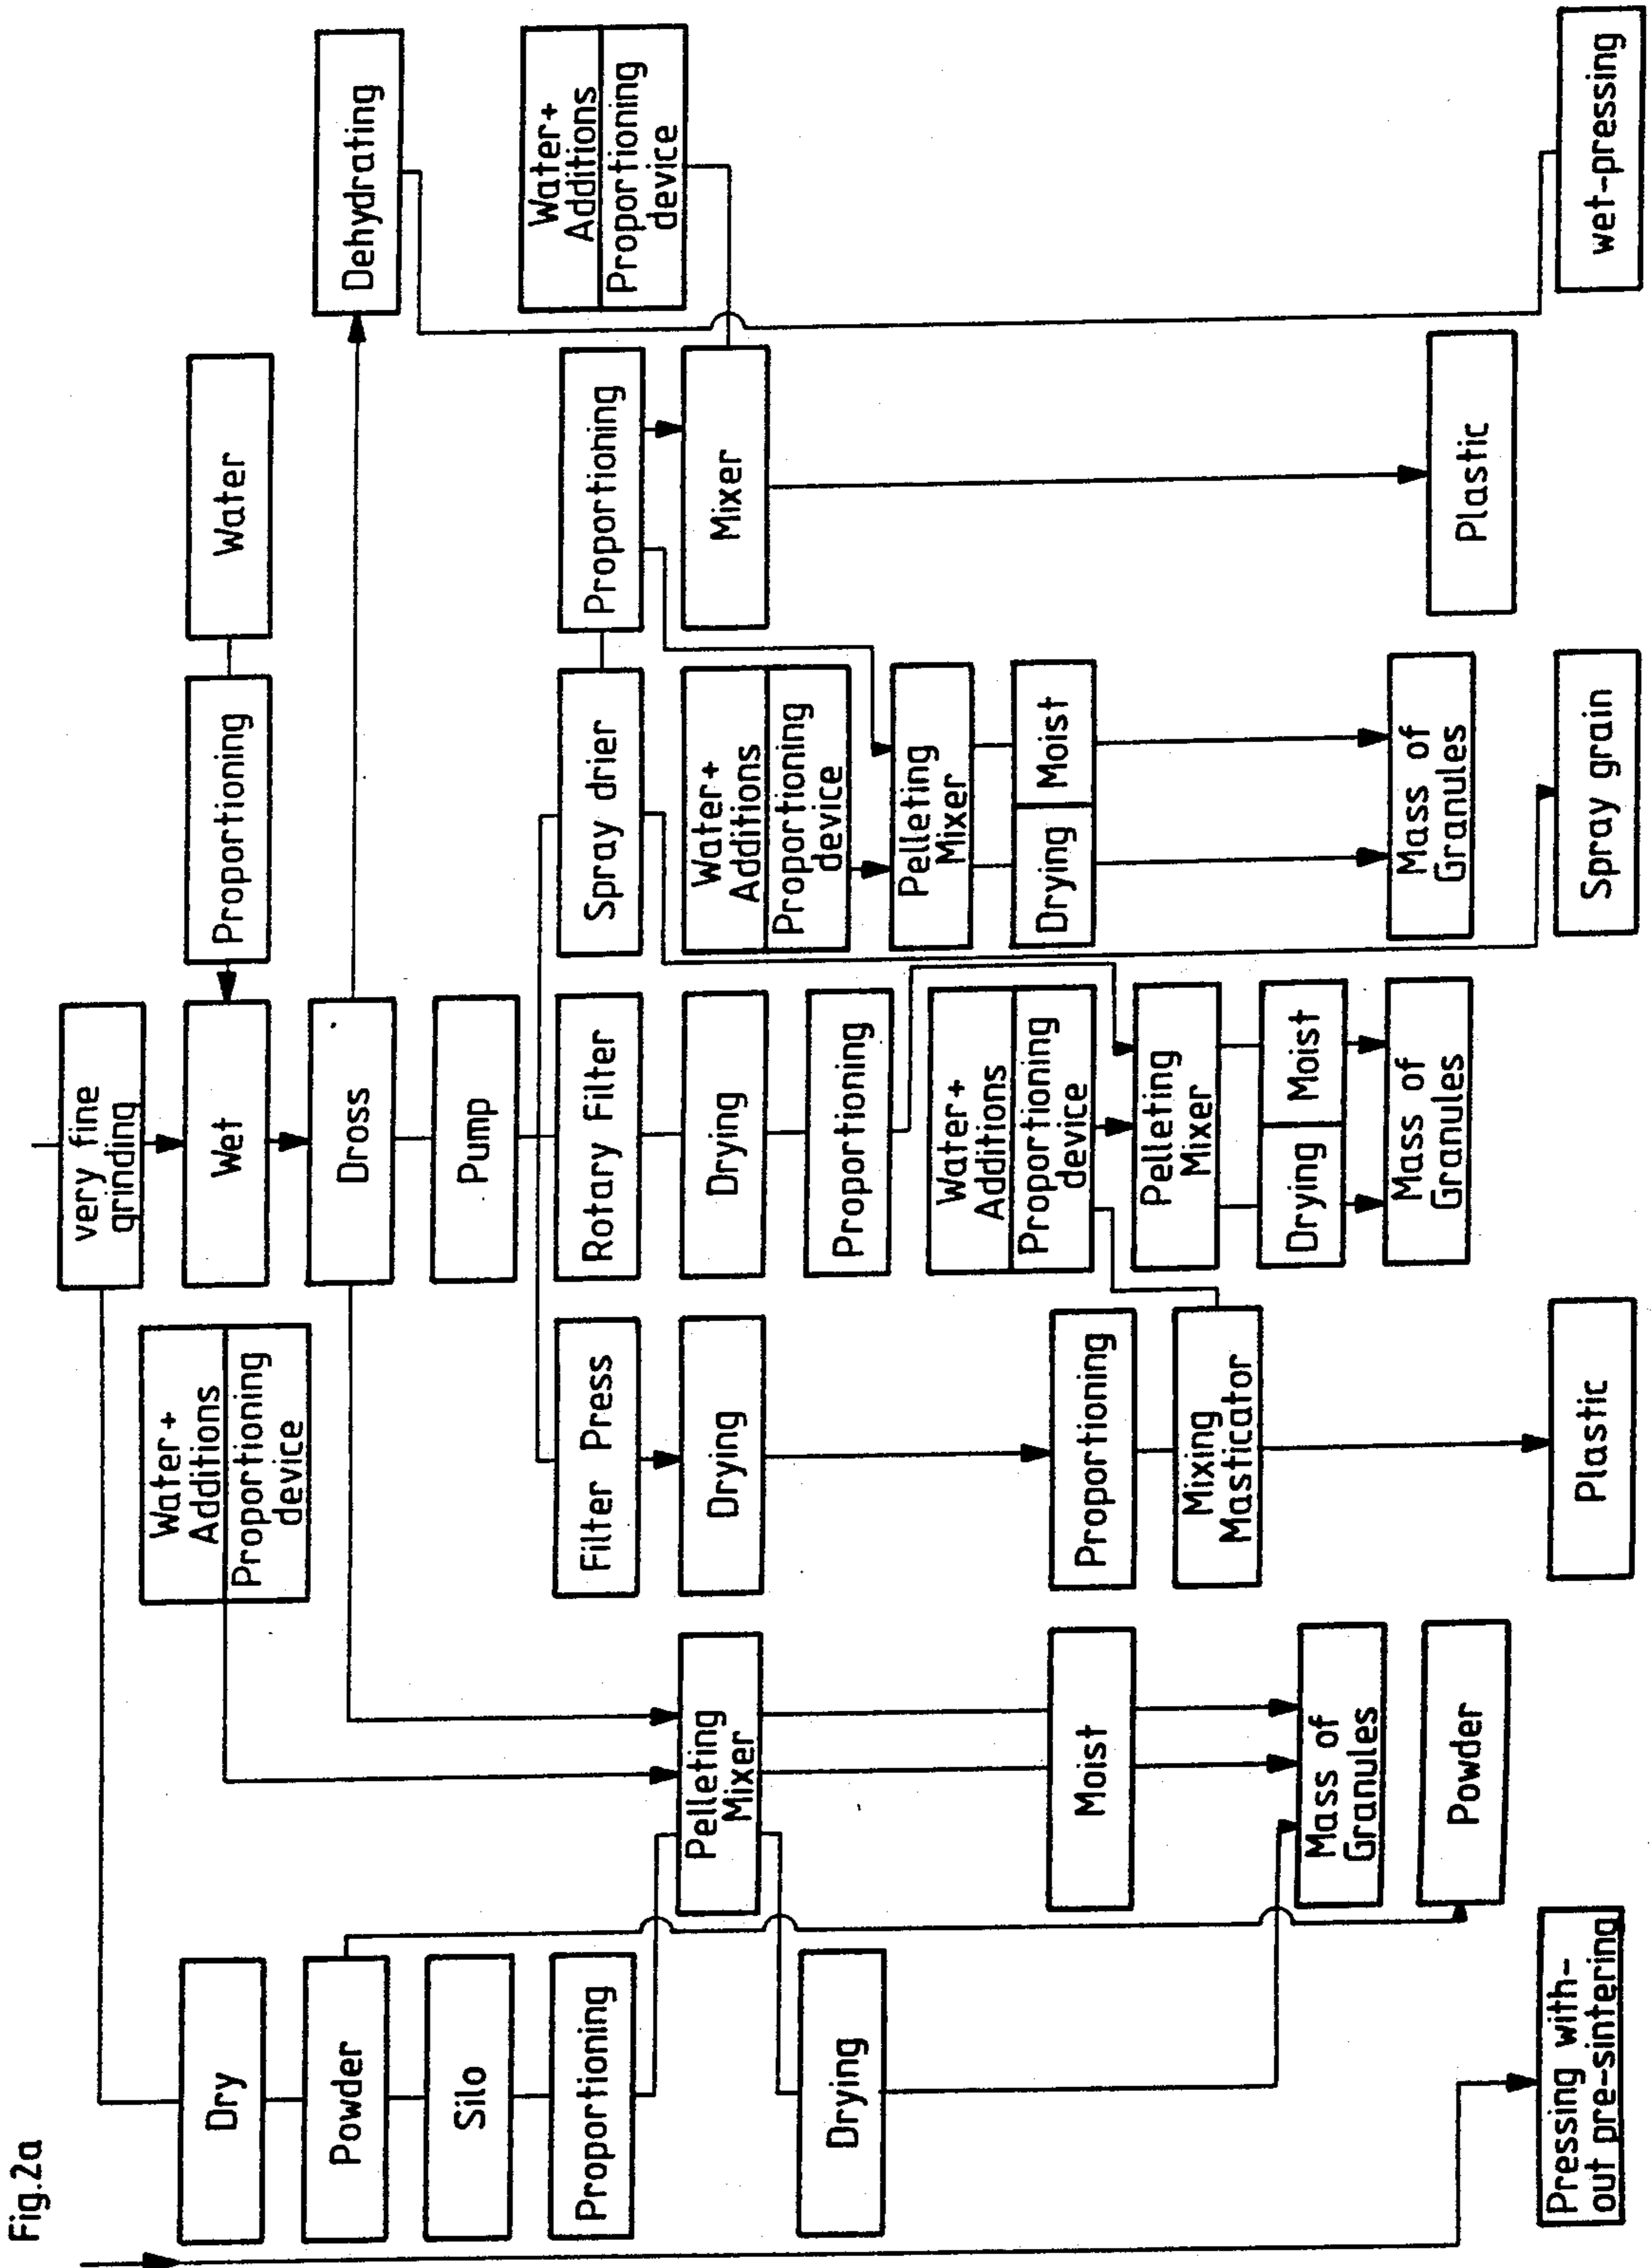 Fig.2a
very fine
grinding
Dry
Wet
Proportioning
Water
Water+
Additions
Proportioning
device
Powder
Dross
Dehydrating
Silo
Pump
Proportioning
Filter Press
Rotary Filter
Spray drier
Proportioning
Water+
Additions
Proportioning
device
Pelleting
Mixer
Drying
Drying
Water+
Additions
Proportioning
device
Mixer
Drying
Proportioning
Pelleting
Mixer
Water+
Additions
Proportioning
device
Drying
Moist
Moist
Proportioning
Pelleting
Mixer
Mixing
Masticator
Drying
Moist
Mass of
Granules
Mass of
Granules
Mass of
Granules
Powder
Plastic
Pressing with-
out pre-sintering
Plastic
Spray grain
wet-pressing